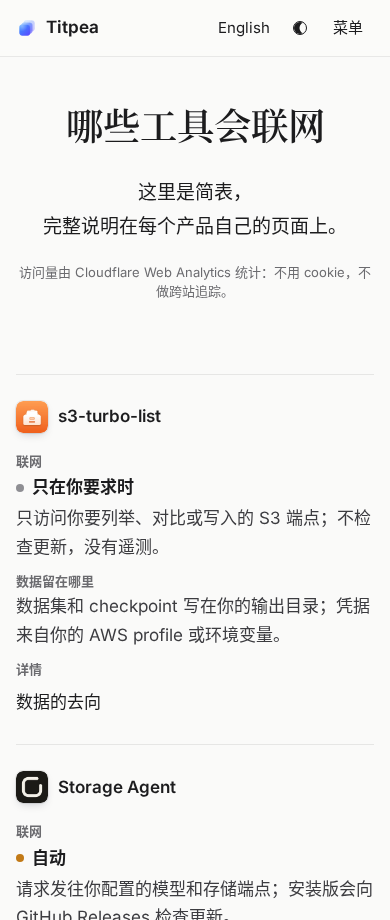 Titpea
English
菜单
哪些工具会联网
这里是简表，
完整说明在每个产品自己的页面上。
访问量由 Cloudflare Web Analytics 统计：不用 cookie，不
做跨站追踪。
s3-turbo-list
联网
只在你要求时
只访问你要列举、对比或写入的 S3 端点；不检
查更新，没有遥测。
数据留在哪里
数据集和 checkpoint 写在你的输出目录；凭据
来自你的 AWS profile 或环境变量。
详情
数据的去向
Storage Agent
联网
自动
请求发往你配置的模型和存储端点；安装版会向
GitHub Releases 检查更新。